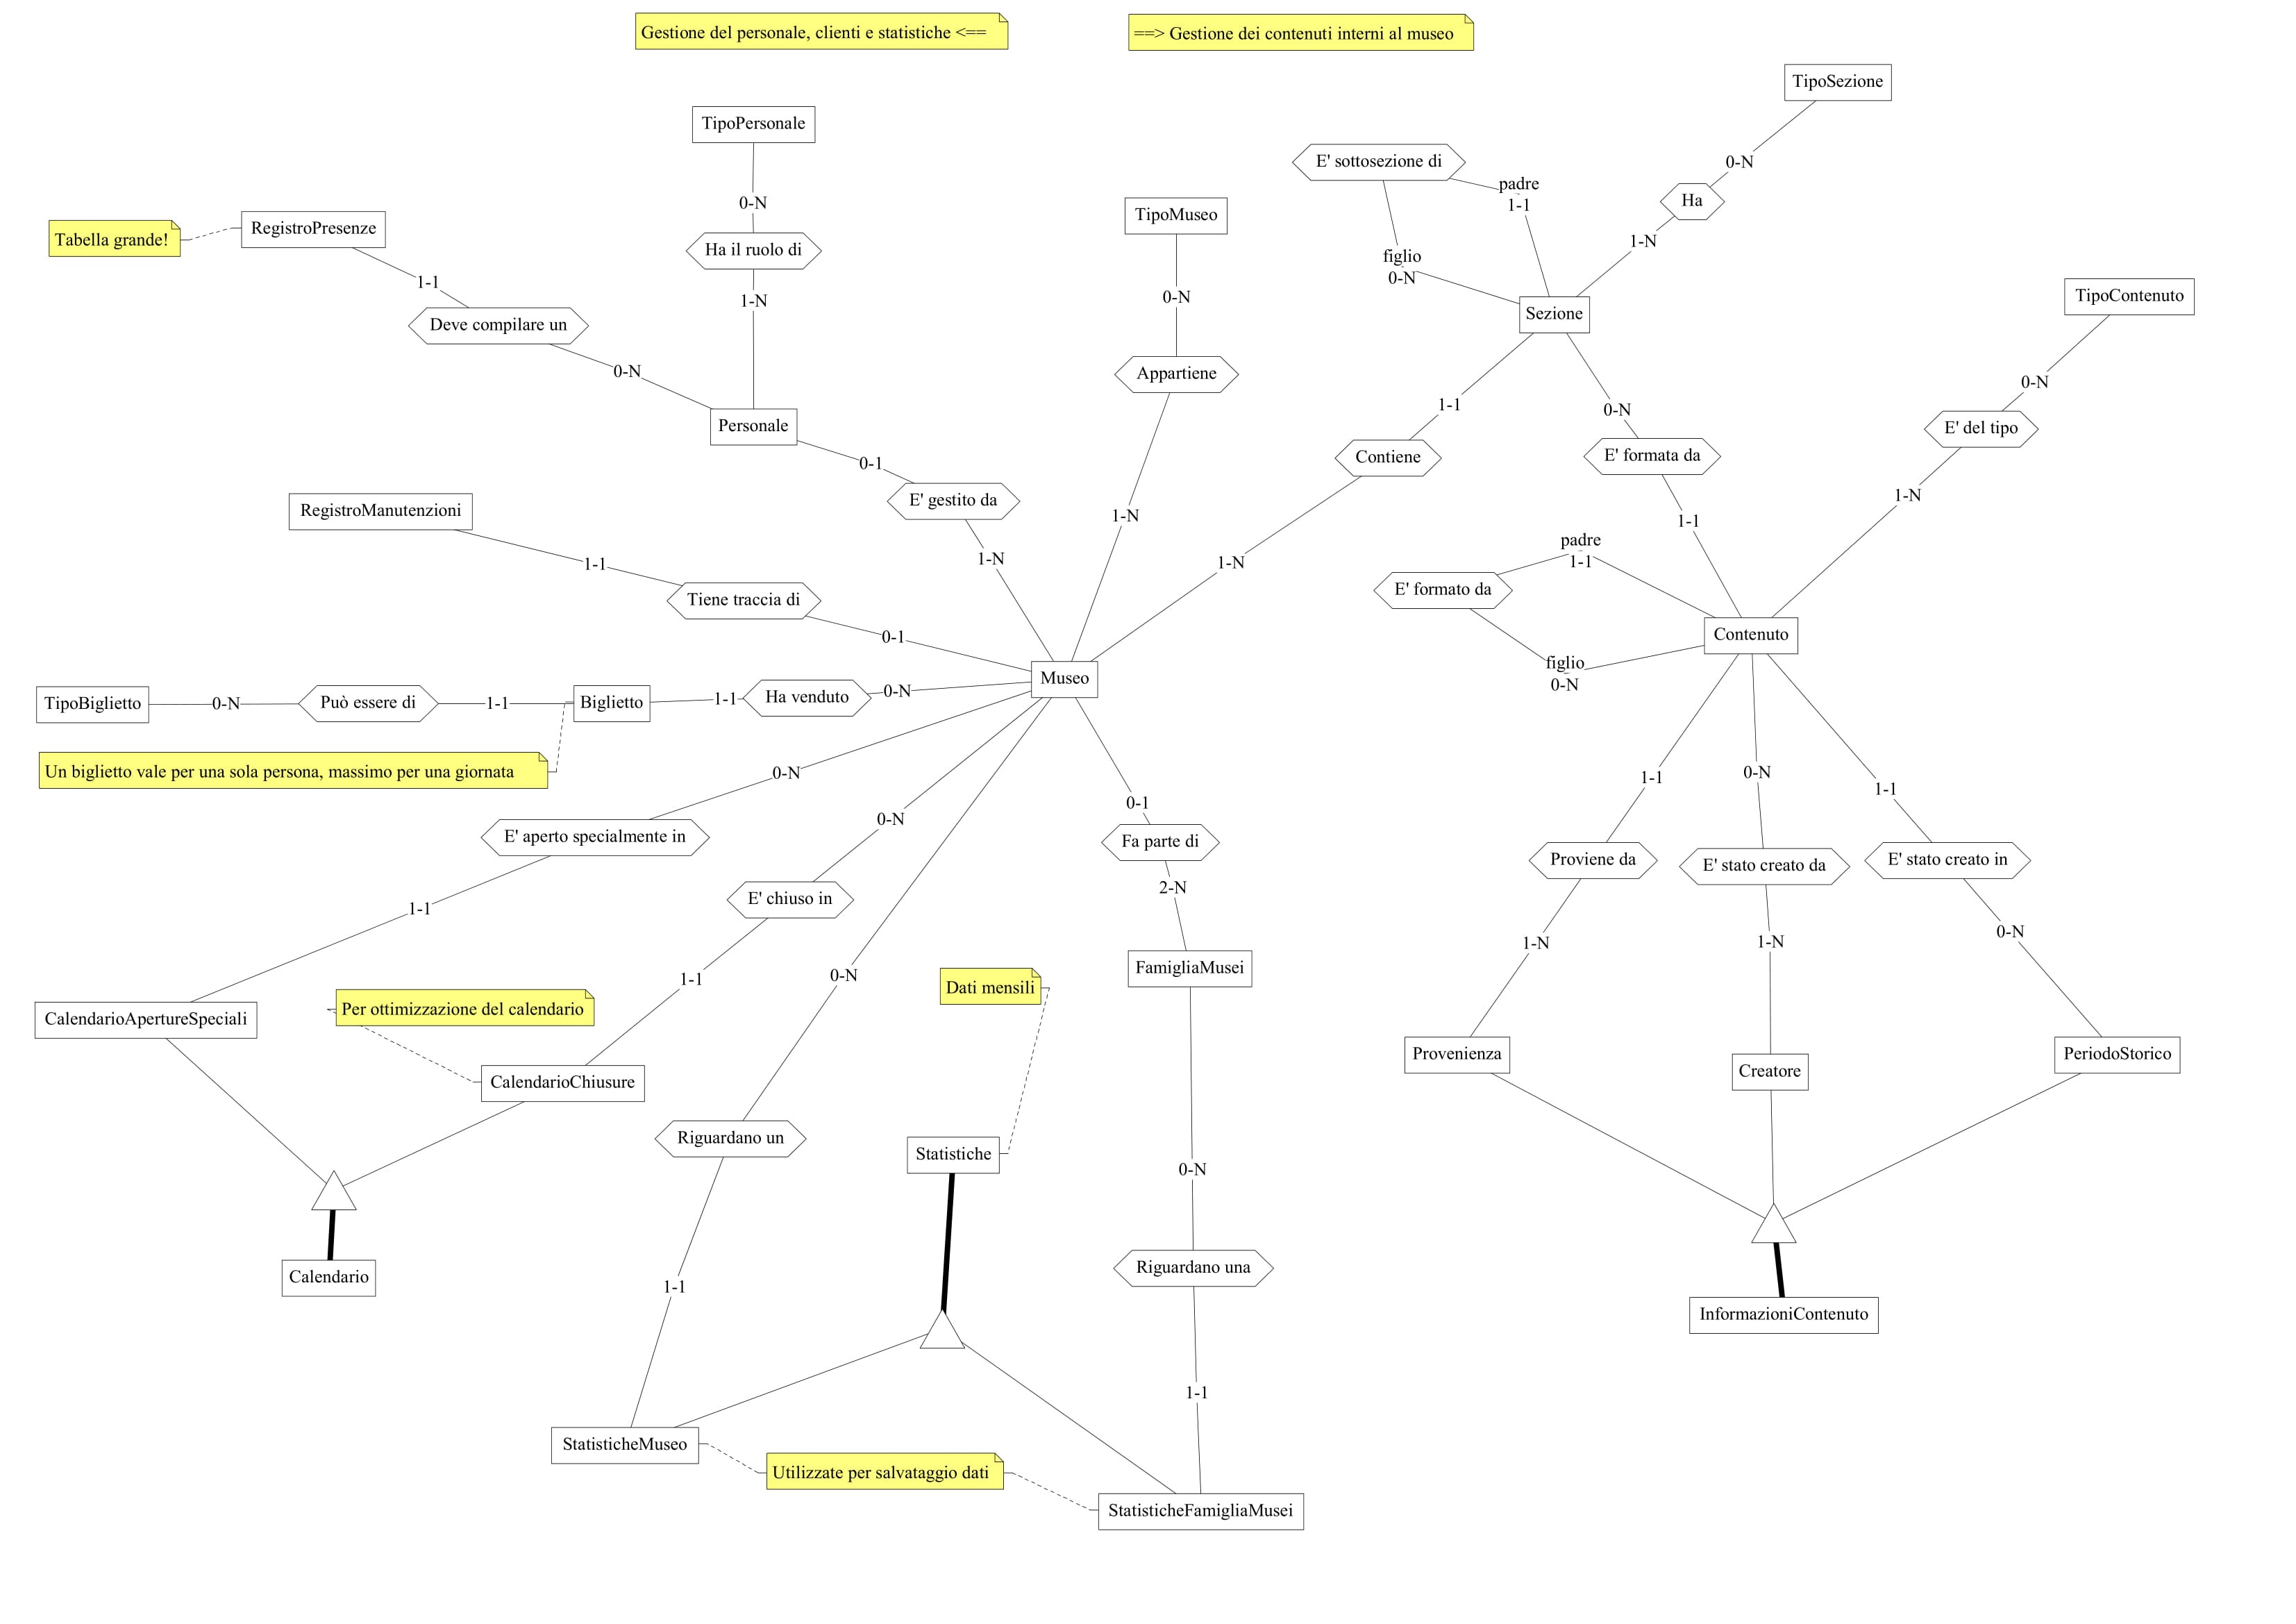 Gestione del personale, clienti e statistiche <==
==> Gestione dei contenuti interni al museo
TipoSezione
TipoPersonale
E' sottosezione di
0-N
padre
1-1
Ha
0-N
TipoMuseo
RegistroPresenze
Tabella grande!
1-N
Ha il ruolo di
figlio
0-N
1-1
TipoContenuto
0-N
1-N
Sezione
Deve compilare un
0-N
Appartiene
0-N
1-1
0-N
Personale
E' del tipo
Contiene
E' formata da
0-1
1-N
E' gestito da
RegistroManutenzioni
1-N
1-1
padre
1-1
1-N
1-N
1-1
E' formato da
Tiene traccia di
0-1
Contenuto
figlio
0-N
Museo
TipoBiglietto
0-N
Può essere di
1-1
Biglietto
1-1
Ha venduto
0-N
Un biglietto vale per una sola persona, massimo per una giornata
0-N
1-1
0-N
1-1
0-1
0-N
E' aperto specialmente in
Fa parte di
Proviene da
E' stato creato da
E' stato creato in
2-N
E' chiuso in
1-1
0-N
1-N
1-N
FamigliaMusei
0-N
1-1
Dati mensili
Per ottimizzazione del calendario
CalendarioApertureSpeciali
Provenienza
PeriodoStorico
Creatore
CalendarioChiusure
Riguardano un
Statistiche
0-N
Riguardano una
Calendario
1-1
InformazioniContenuto
1-1
StatisticheMuseo
Utilizzate per salvataggio dati
StatisticheFamigliaMusei